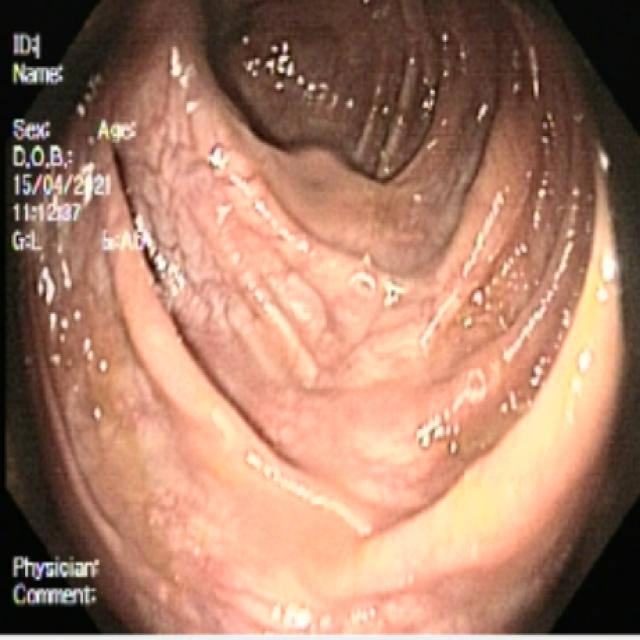 ID:
Name:
Sex: Age:
D.O.B.:
15/04/2021
11:12:37
G:L
Physician:
Comment: